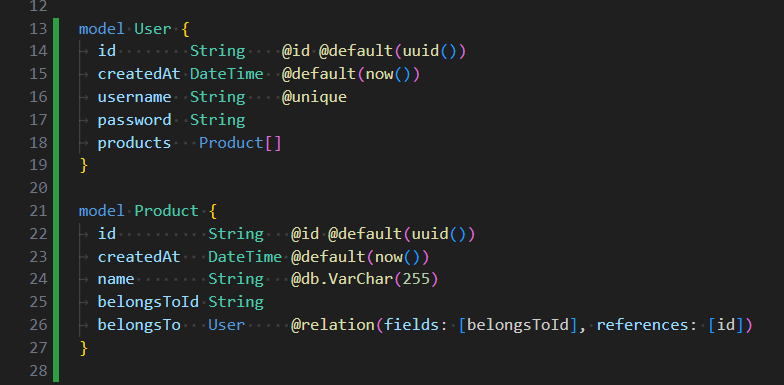 12
13 model User {
14 id String @id @default(uuid())
15 createdAt DateTime @default(now())
16 username String @unique
17 password String
18 products Product[]
19 }
20
21 model Product {
22 id String @id @default(uuid())
23 createdAt DateTime @default(now())
24 name String @db.VarChar(255)
25 belongsToId String
26 belongsTo User @relation(fields: [belongsToId], references: [id])
27 }
28